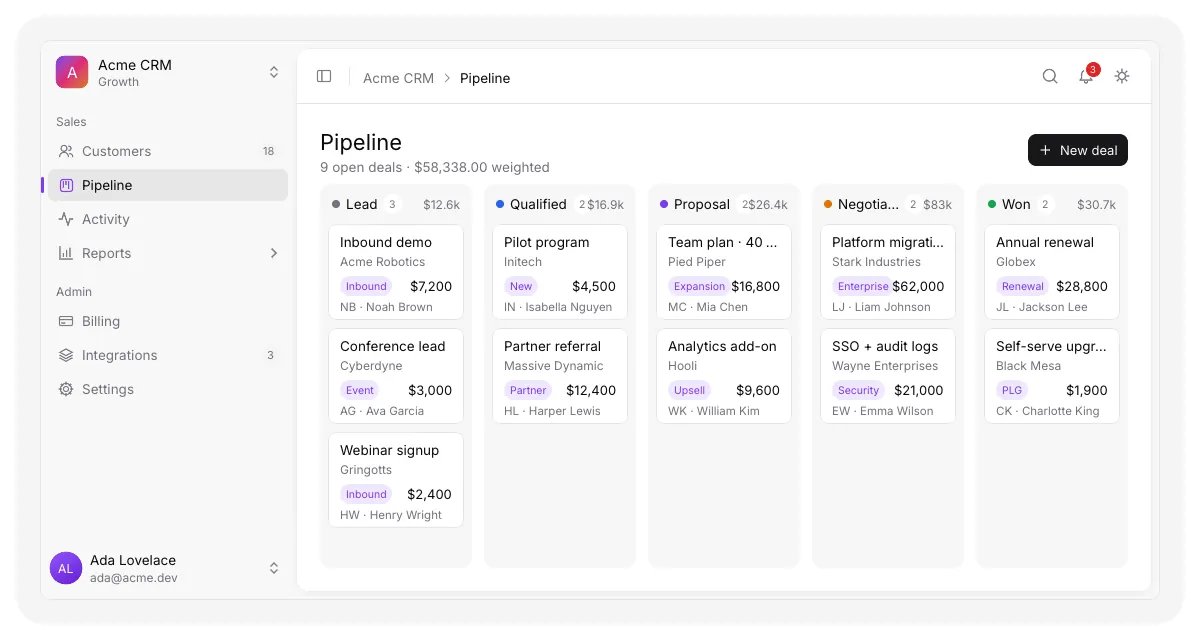 A
Acme CRM
Growth
Sales
Customers 18
Pipeline
Activity
Reports
Admin
Billing
Integrations 3
Settings
AL
Ada Lovelace
ada@acme.dev
Acme CRM > Pipeline
3
Pipeline
9 open deals · $58,338.00 weighted
+ New deal
Lead 3 $12.6k
Inbound demo
Acme Robotics
Inbound $7,200
NB · Noah Brown
Conference lead
Cyberdyne
Event $3,000
AG · Ava Garcia
Webinar signup
Gringotts
Inbound $2,400
HW · Henry Wright
Qualified 2 $16.9k
Pilot program
Initech
New $4,500
IN · Isabella Nguyen
Partner referral
Massive Dynamic
Partner $12,400
HL · Harper Lewis
Proposal 2 $26.4k
Team plan · 40 ...
Pied Piper
Expansion $16,800
MC · Mia Chen
Analytics add-on
Hooli
Upsell $9,600
WK · William Kim
Negotia... 2 $83k
Platform migrati...
Stark Industries
Enterprise $62,000
LJ · Liam Johnson
SSO + audit logs
Wayne Enterprises
Security $21,000
EW · Emma Wilson
Won 2 $30.7k
Annual renewal
Globex
Renewal $28,800
JL · Jackson Lee
Self-serve upgr...
Black Mesa
PLG $1,900
CK · Charlotte King